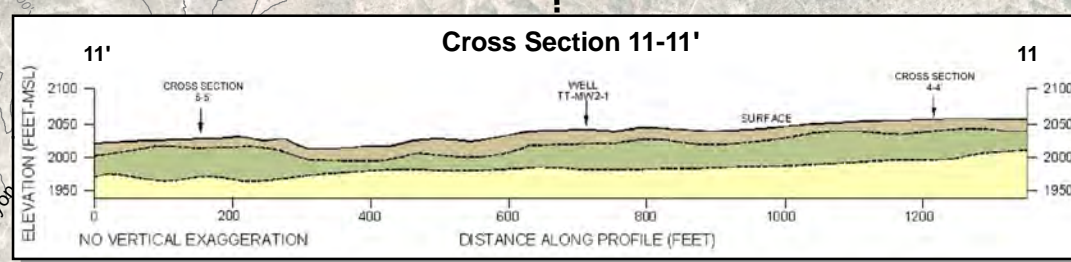 Cross Section 11-11'
11'
11
CROSS SECTION
5-5'
WELL
TT-MW2-1
CROSS SECTION
4-4'
SURFACE
ELEVATION (FEET-MSL)
2100
2050
2000
1950
2100
2050
2000
1950
0
200
400
600
800
1000
1200
NO VERTICAL EXAGGERATION
DISTANCE ALONG PROFILE (FEET)